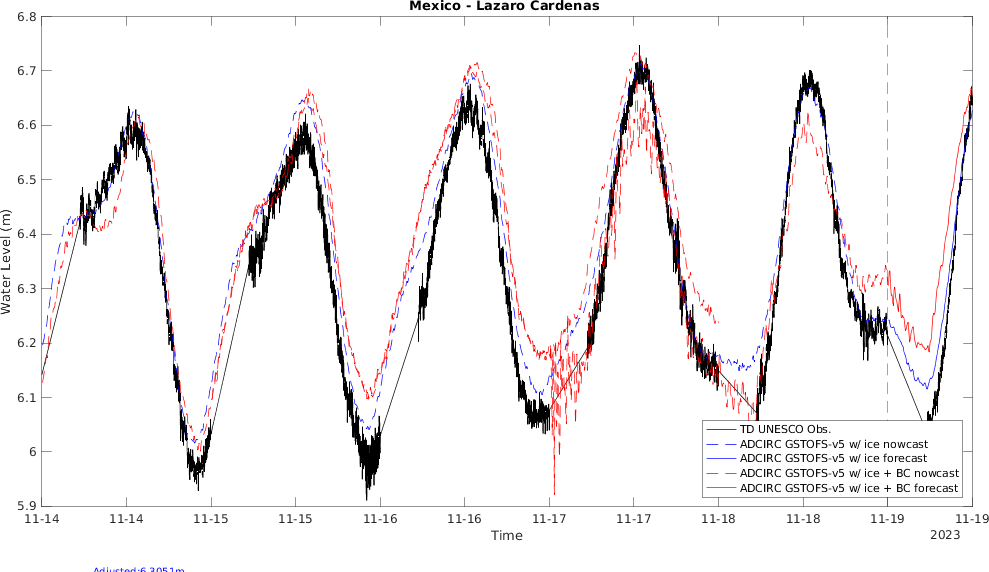 Mexico - Lazaro Cardenas
6.8
6.7
6.6
6.5
6.4
6.3
6.2
6.1
6
5.9
Water Level (m)
TD UNESCO Obs.
ADCIRC GSTOFS-v5 w/ ice nowcast
ADCIRC GSTOFS-v5 w/ ice forecast
ADCIRC GSTOFS-v5 w/ ice + BC nowcast
ADCIRC GSTOFS-v5 w/ ice + BC forecast
11-14 11-14 11-15 11-15 11-16 11-16 11-17 11-17 11-18 11-18 11-19 11-19
Time
2023
Adjusted:6.3051m